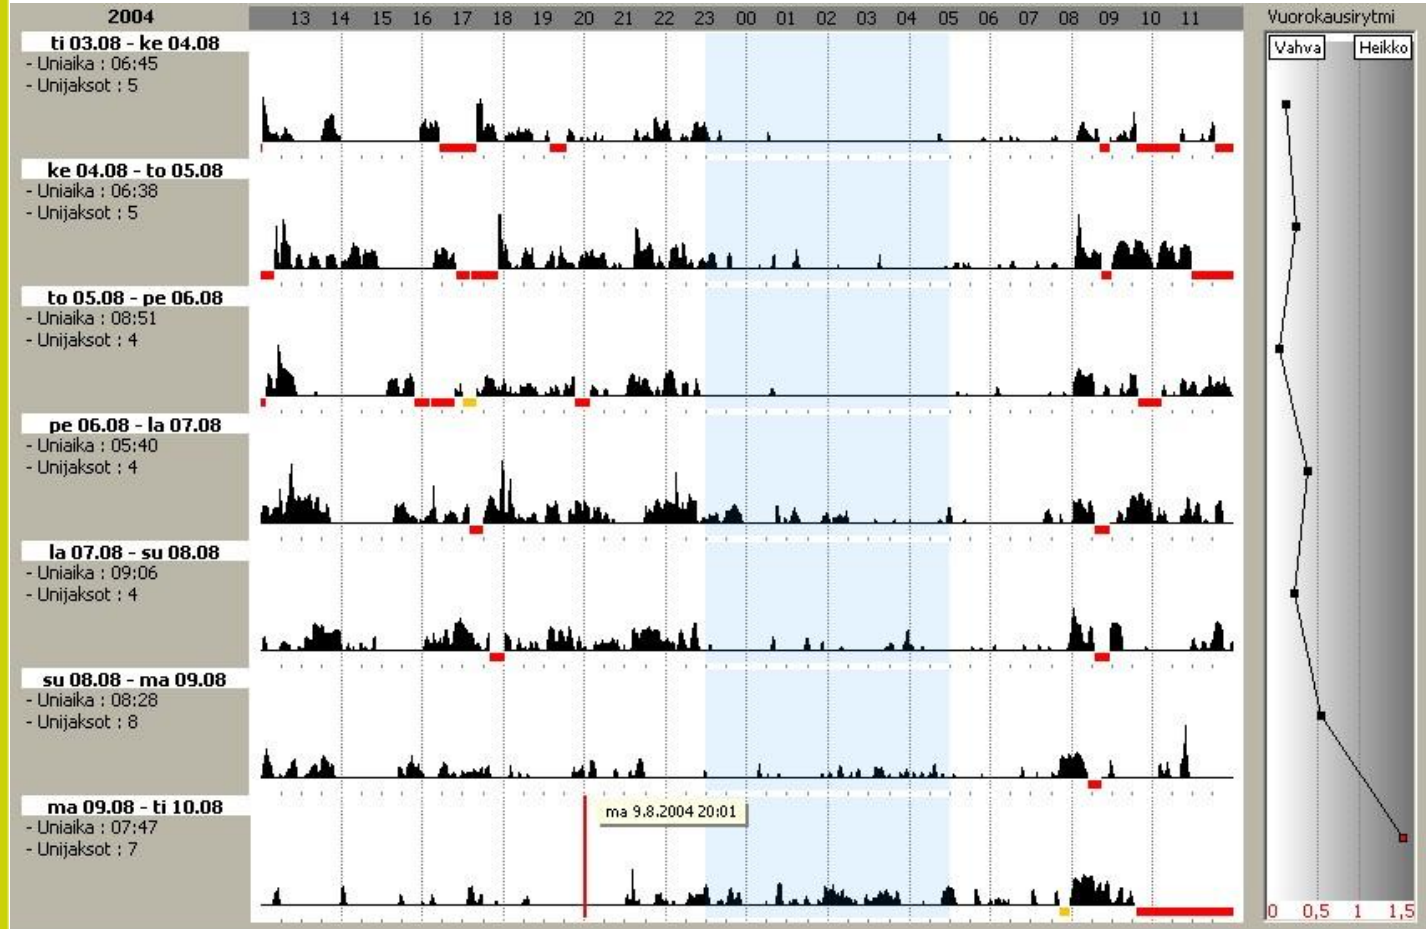 2004 13 14 15 16 17 18 19 20 21 22 23 00 01 02 03 04 05 06 07 08 09 10 11 Vuorokausirytmi
Vahva Heikko
ti 03.08 - ke 04.08
- Uniaika : 06:45
- Unijaksot : 5
ke 04.08 - to 05.08
- Uniaika : 06:38
- Unijaksot : 5
to 05.08 - pe 06.08
- Uniaika : 08:51
- Unijaksot : 4
pe 06.08 - la 07.08
- Uniaika : 05:40
- Unijaksot : 4
la 07.08 - su 08.08
- Uniaika : 09:06
- Unijaksot : 4
su 08.08 - ma 09.08
- Uniaika : 08:28
- Unijaksot : 8
ma 09.08 - ti 10.08
ma 9.8.2004 20:01
- Uniaika : 07:47
- Unijaksot : 7
0 0,5 1 1,5